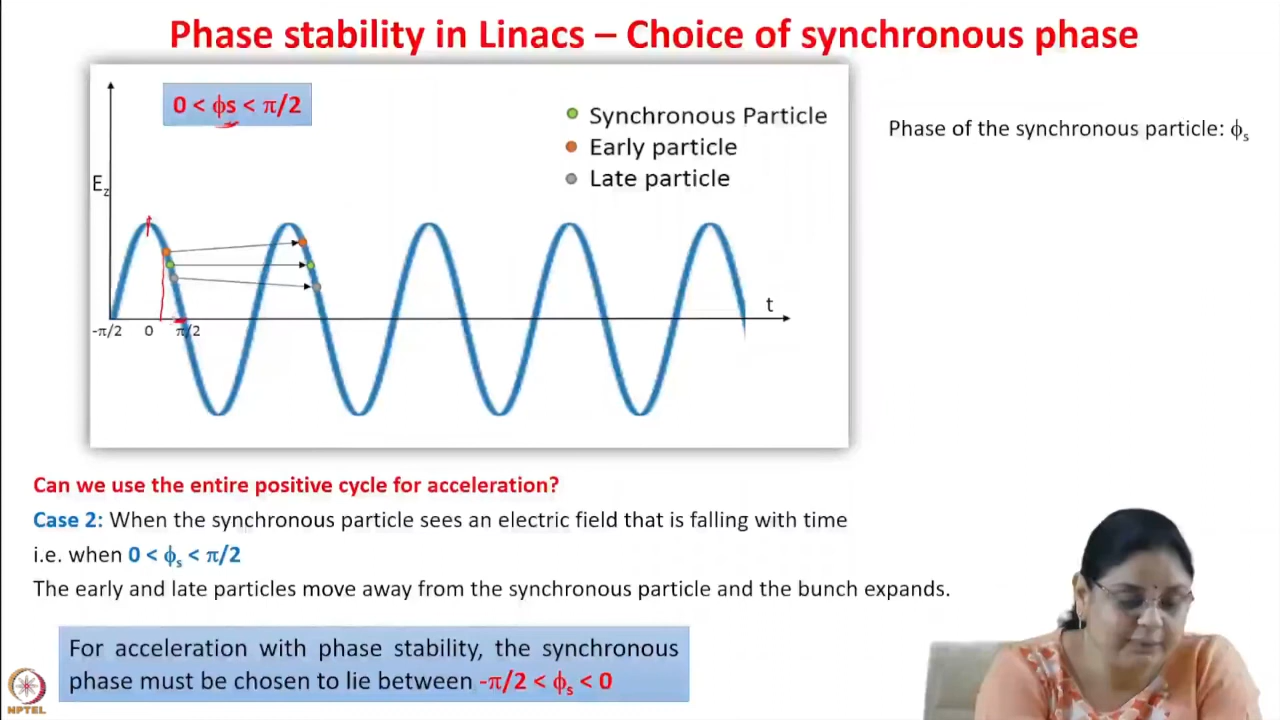 Phase stability in Linacs – Choice of synchronous phase
0 < ϕs < π/2
Synchronous Particle
Early particle
Late particle
Phase of the synchronous particle: ϕₛ
E_z
t
-π/2 0 π/2
Can we use the entire positive cycle for acceleration?
Case 2: When the synchronous particle sees an electric field that is falling with time
i.e. when 0 < ϕₛ < π/2
The early and late particles move away from the synchronous particle and the bunch expands.
For acceleration with phase stability, the synchronous
phase must be chosen to lie between -π/2 < ϕₛ < 0
NPTEL